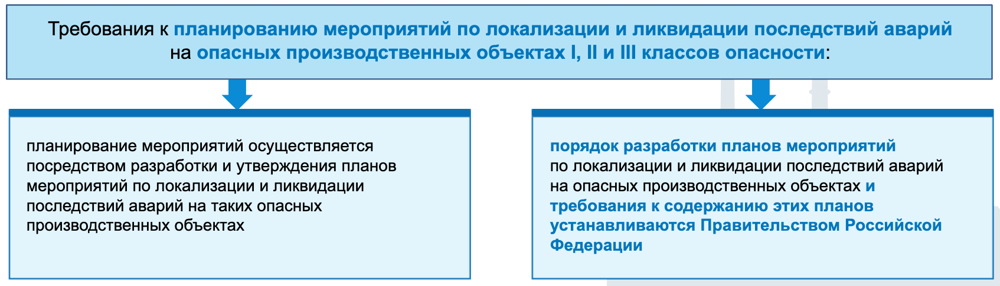 Требования к планированию мероприятий по локализации и ликвидации последствий аварий
на опасных производственных объектах I, II и III классов опасности:
планирование мероприятий осуществляется
посредством разработки и утверждения планов
мероприятий по локализации и ликвидации
последствий аварий на таких опасных
производственных объектах
порядок разработки планов мероприятий
по локализации и ликвидации последствий аварий
на опасных производственных объектах и
требования к содержанию этих планов
устанавливаются Правительством Российской
Федерации